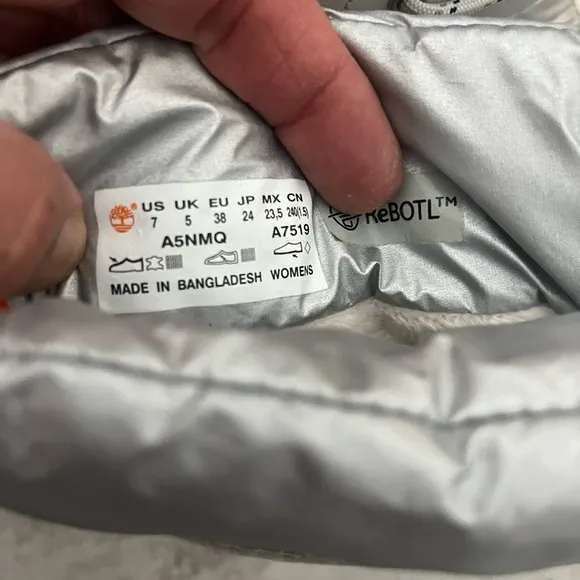 US UK EU JP MX CN
7 5 38 24 23,5 240(1.5)
A5NMQ A7519
MADE IN BANGLADESH WOMENS
ReBOTL™